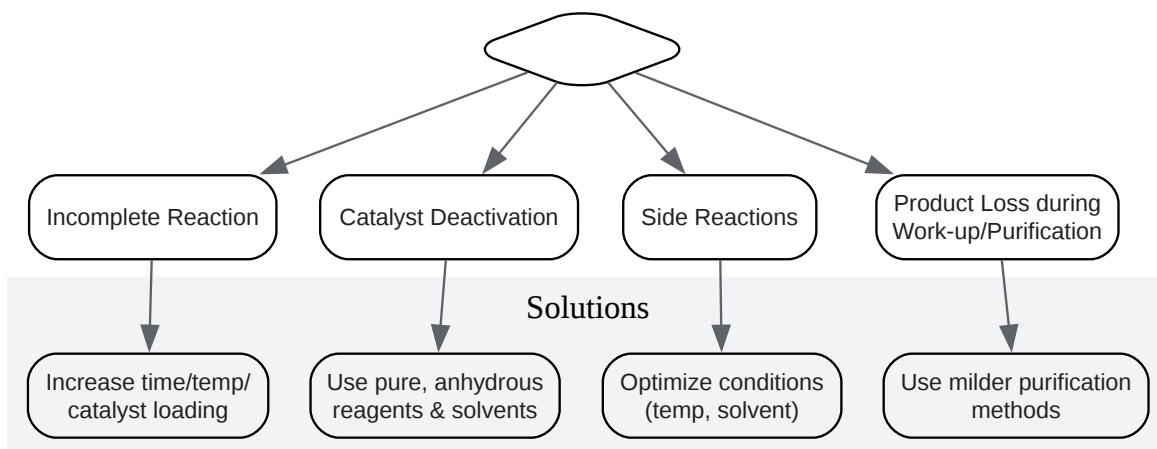 Incomplete Reaction
Catalyst Deactivation
Side Reactions
Product Loss during
Work-up/Purification
Solutions
Increase time/temp/
catalyst loading
Use pure, anhydrous
reagents & solvents
Optimize conditions
(temp, solvent)
Use milder purification
methods